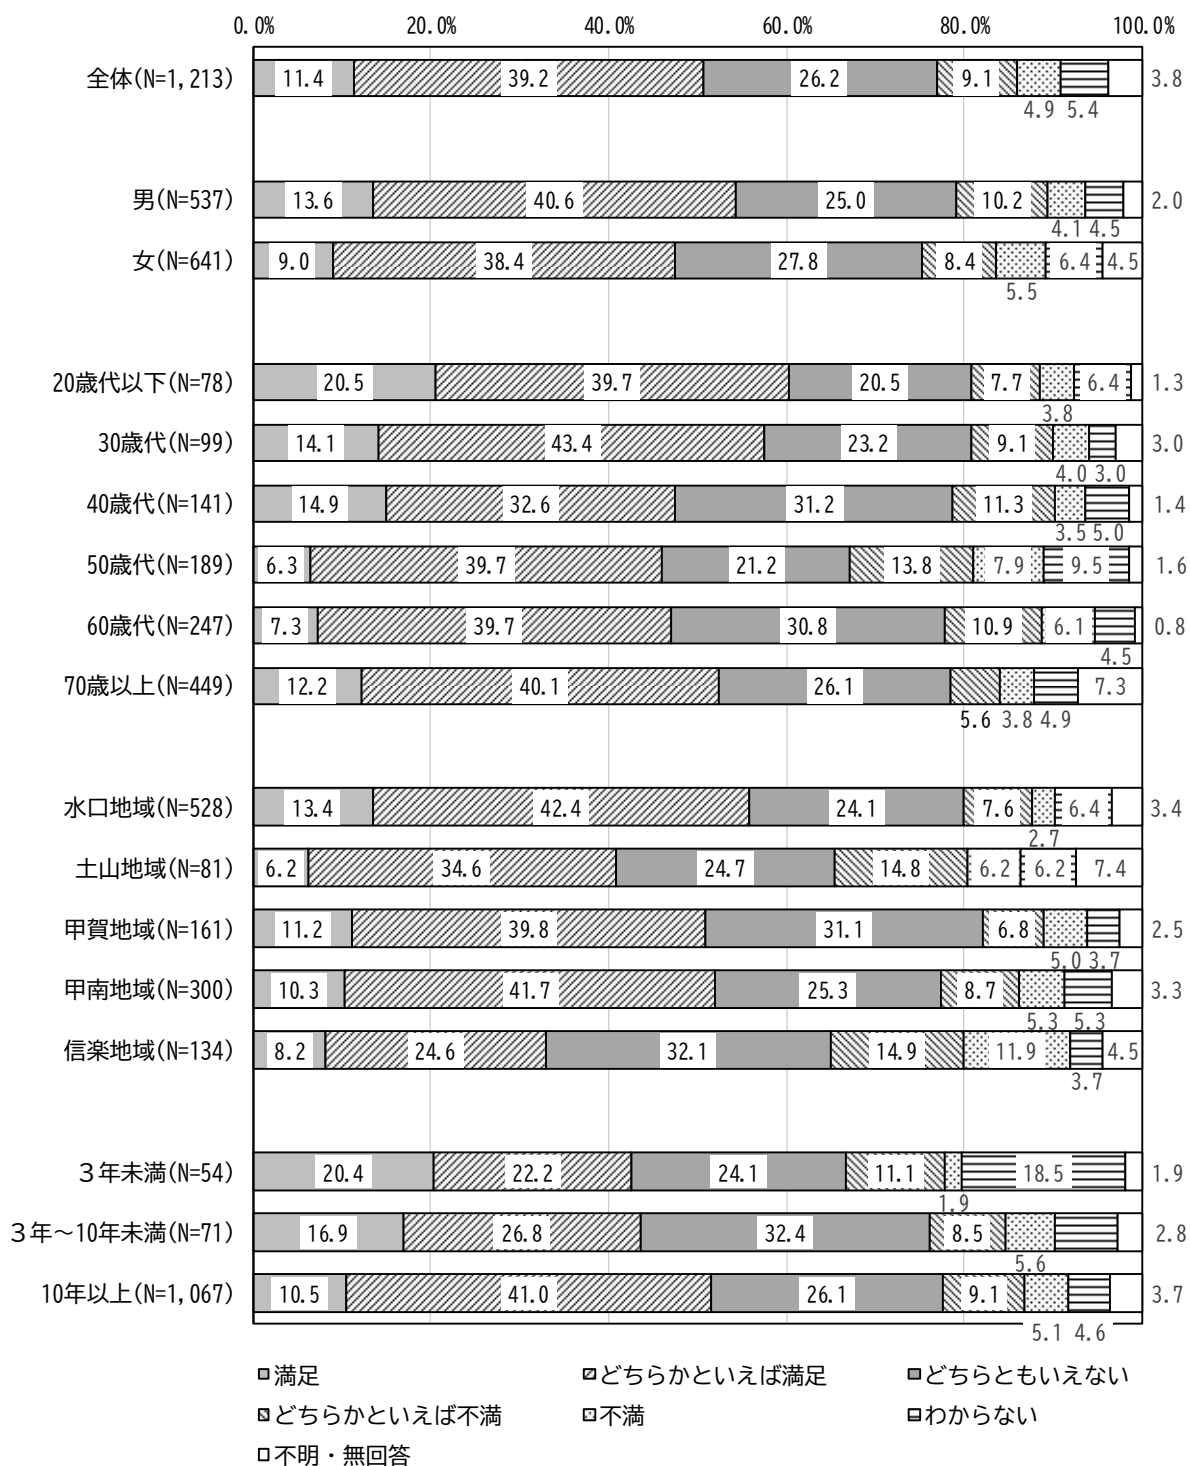 0.0% 20.0% 40.0% 60.0% 80.0% 100.0%
全体(N=1,213) 11.4 39.2 26.2 9.1 3.8
4.9 5.4
男(N=537) 13.6 40.6 25.0 10.2 2.0
4.1 4.5
女(N=641) 9.0 38.4 27.8 8.4 6.4 4.5
5.5
20歳代以下(N=78) 20.5 39.7 20.5 7.7 6.4 1.3
3.8
30歳代(N=99) 14.1 43.4 23.2 9.1 3.0
4.0 3.0
40歳代(N=141) 14.9 32.6 31.2 11.3 1.4
3.5 5.0
50歳代(N=189) 6.3 39.7 21.2 13.8 7.9 9.5 1.6
60歳代(N=247) 7.3 39.7 30.8 10.9 6.1 0.8
4.5
70歳以上(N=449) 12.2 40.1 26.1 7.3
5.6 3.8 4.9
水口地域(N=528) 13.4 42.4 24.1 7.6 6.4 3.4
2.7
土山地域(N=81) 6.2 34.6 24.7 14.8 6.2 6.2 7.4
甲賀地域(N=161) 11.2 39.8 31.1 6.8 2.5
5.0 3.7
甲南地域(N=300) 10.3 41.7 25.3 8.7 3.3
5.3 5.3
信楽地域(N=134) 8.2 24.6 32.1 14.9 11.9 4.5
3.7
３年未満(N=54) 20.4 22.2 24.1 11.1 18.5 1.9
1.9
３年～10年未満(N=71) 16.9 26.8 32.4 8.5 2.8
5.6
10年以上(N=1,067) 10.5 41.0 26.1 9.1 3.7
5.1 4.6
満足 どちらかといえば満足 どちらともいえない
どちらかといえば不満 不満 わからない
不明・無回答